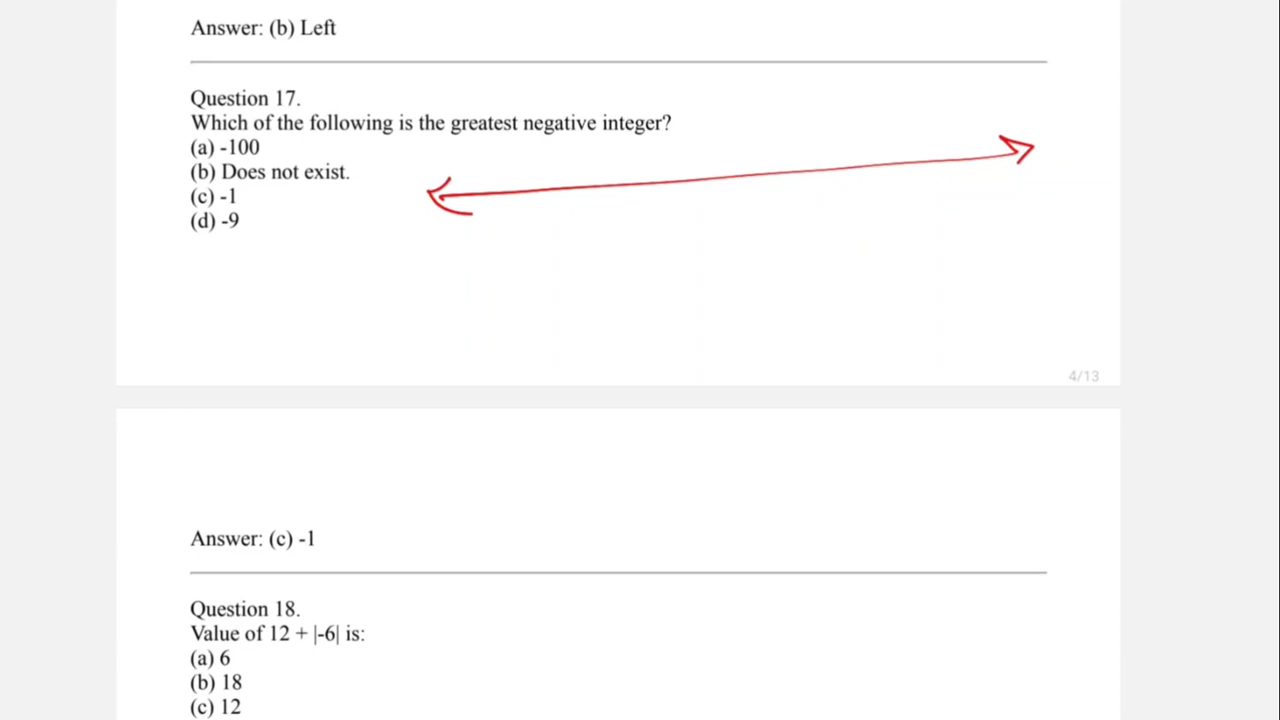 Answer: (b) Left
Question 17.
Which of the following is the greatest negative integer?
(a) -100
(b) Does not exist.
(c) -1
(d) -9
4/13
Answer: (c) -1
Question 18.
Value of 12 + |-6| is:
(a) 6
(b) 18
(c) 12